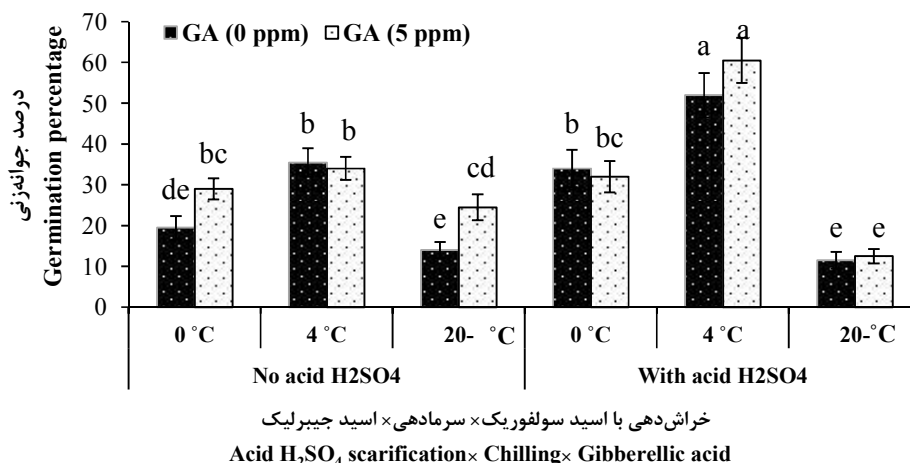 GA (0 ppm) GA (5 ppm)
درصد جوانه‌زنی
Germination percentage
70
60
50
40
30
20
10
0
de bc b b e cd b bc a a e e
0 °C 4 °C 20- °C 0 °C 4 °C 20-°C
No acid H2SO4 With acid H2SO4
خراش‌دهی با اسید سولفوریک× سرمادهی× اسید جیبرلیک
Acid H₂SO₄ scarification× Chilling× Gibberellic acid